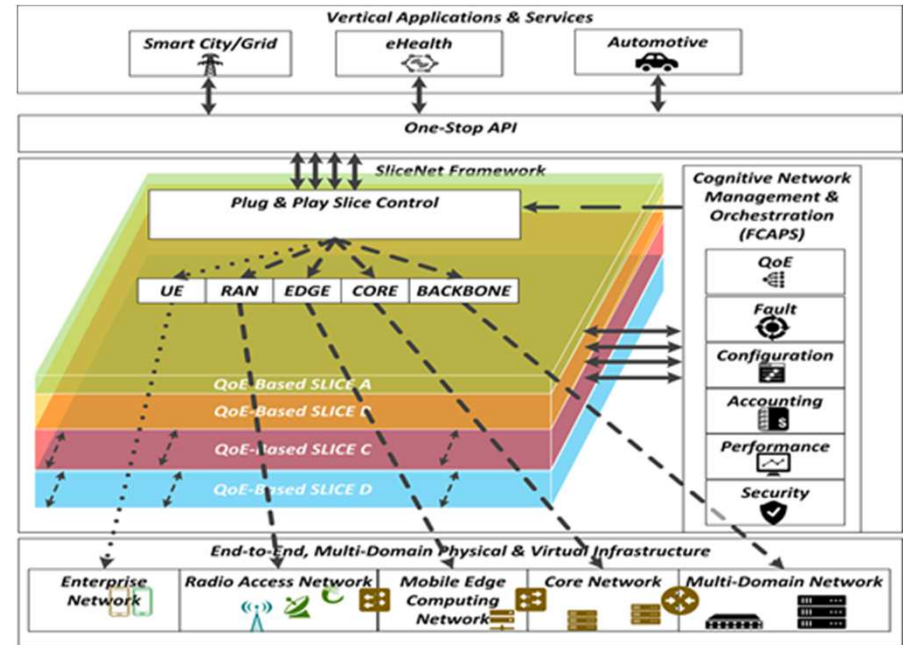 Vertical Applications & Services
Smart City/Grid
eHealth
Automotive
One-Stop API
SliceNet Framework
Plug & Play Slice Control
UE
RAN
EDGE
CORE
BACKBONE
QoE-Based SLICE A
QoE-Based SLICE
QoE-Based SLICE C
QoE-Based SLICE D
Cognitive Network
Management &
Orchestrration
(FCAPS)
QoE
Fault
Configuration
Accounting
$
Performance
Security
End-to-End, Multi-Domain Physical & Virtual Infrastructure
Enterprise
Network
Radio Access Network
Mobile Edge
Computing
Network
Core Network
Multi-Domain Network